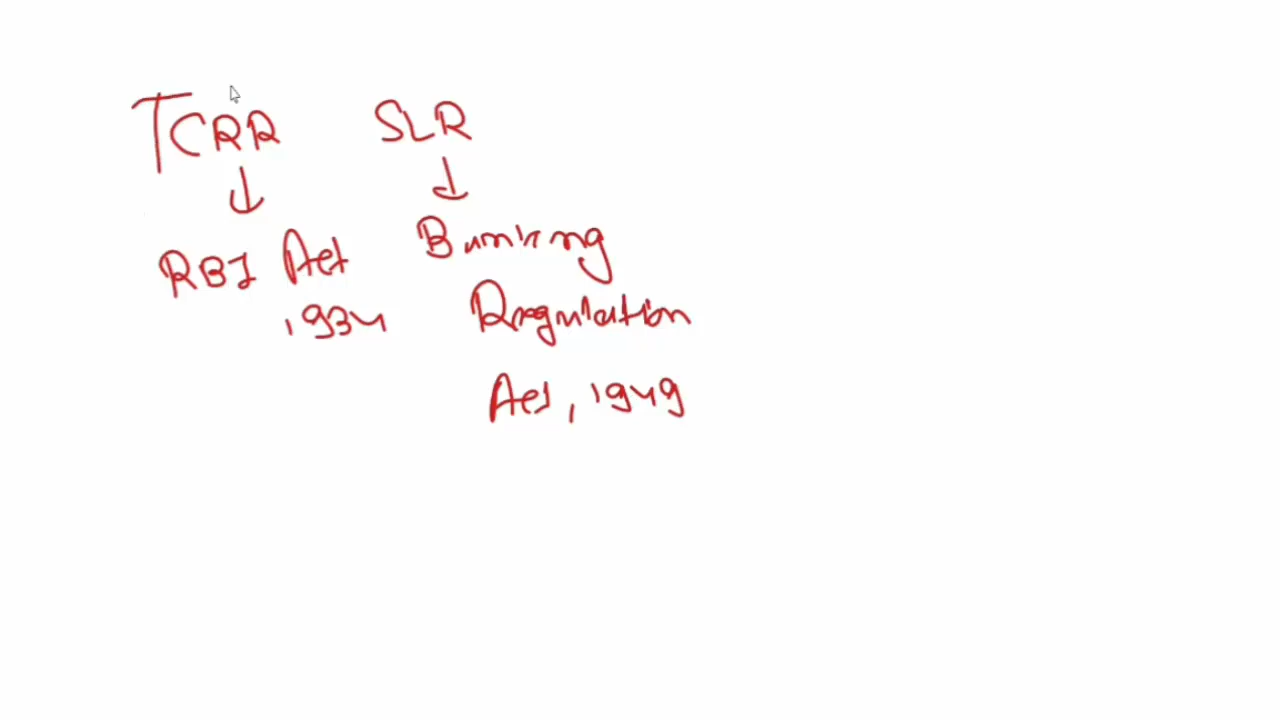 CRR SLR
RBI Act Banking
1934 Regulation
Act, 1949